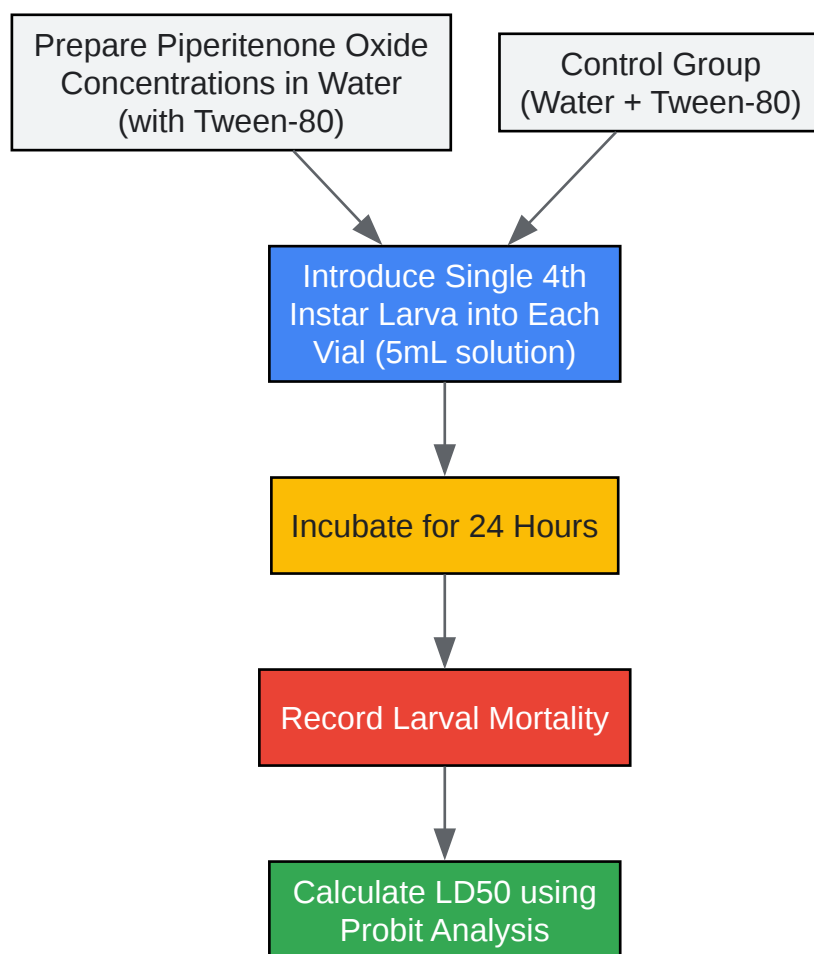 Prepare Piperitenone Oxide
Concentrations in Water
(with Tween-80)
Control Group
(Water + Tween-80)
Introduce Single 4th
Instar Larva into Each
Vial (5mL solution)
Incubate for 24 Hours
Record Larval Mortality
Calculate LD50 using
Probit Analysis